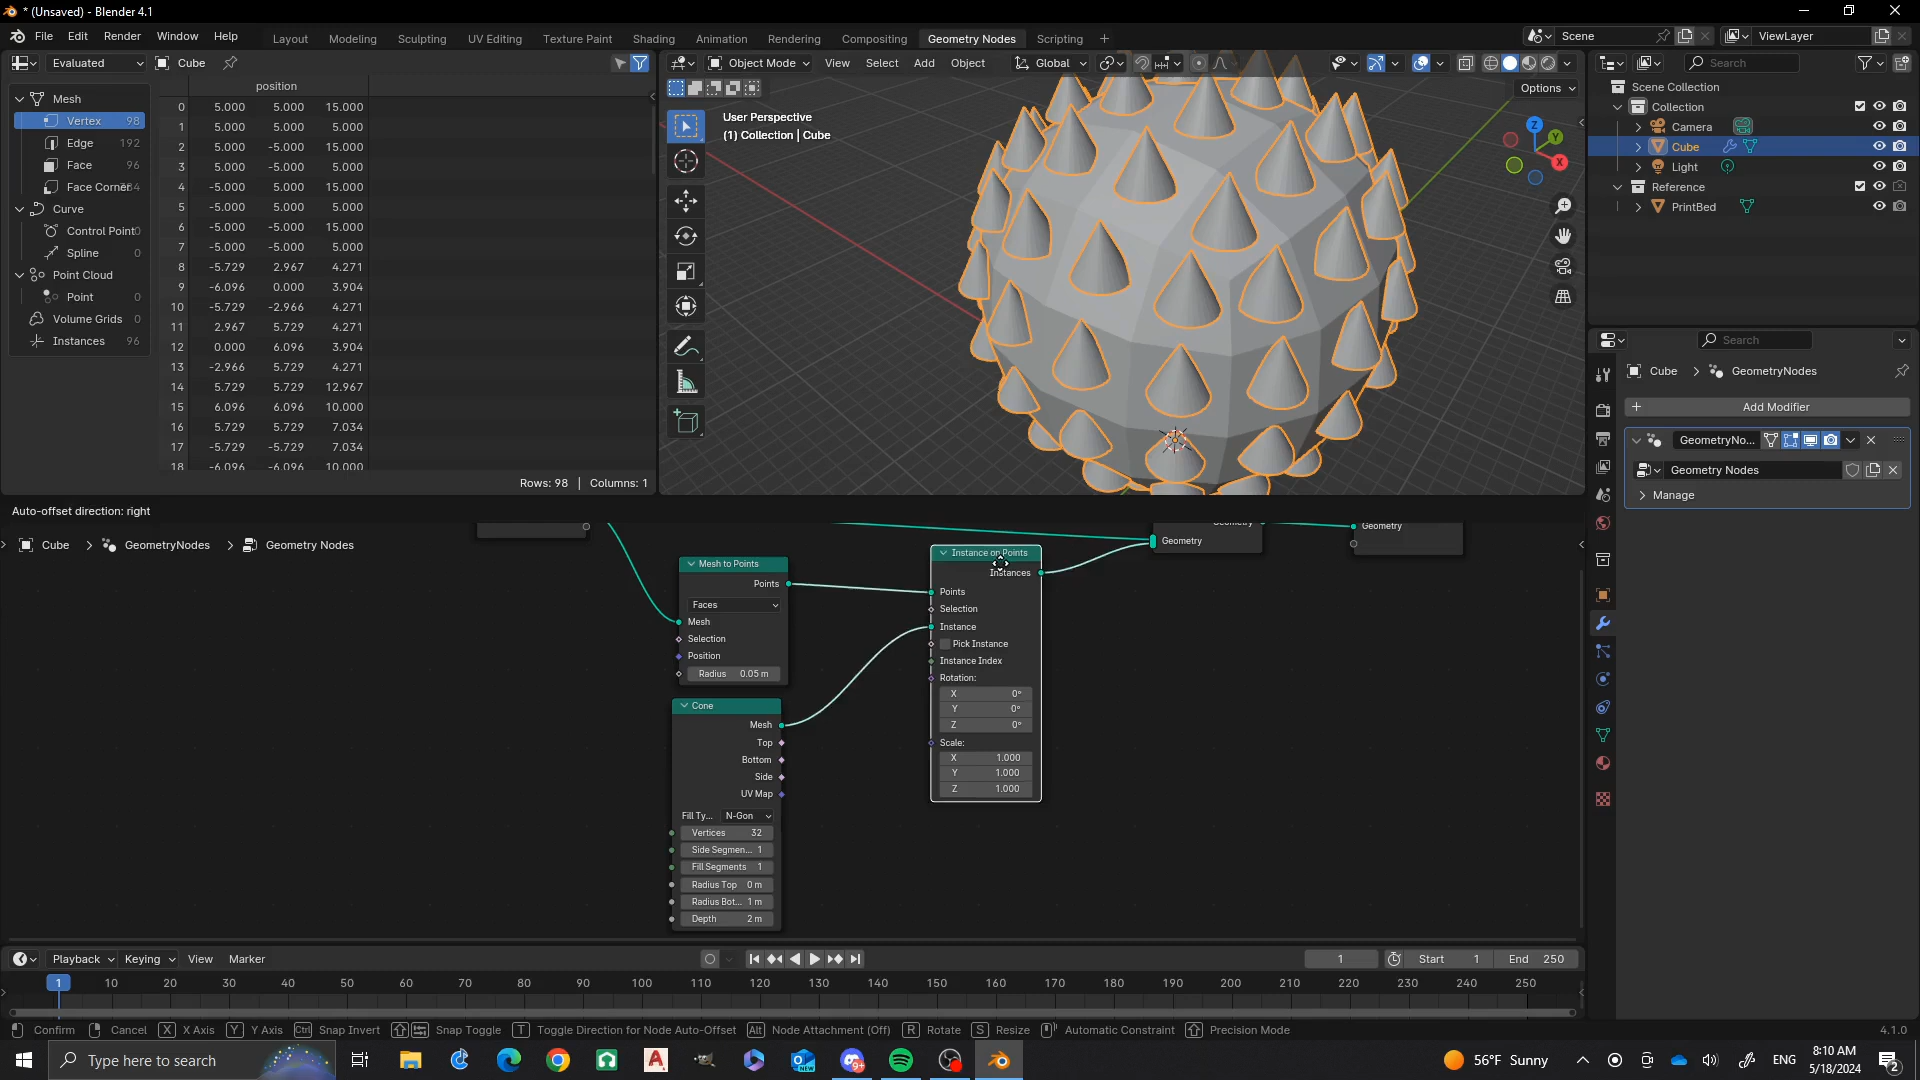 * (Unsaved) - Blender 4.1
File Edit Render Window Help
Layout Modeling Sculpting UV Editing Texture Paint Shading Animation Rendering Compositing Geometry Nodes Scripting +
Scene
ViewLayer
Evaluated
Cube
position
Mesh
Vertex 98
Edge 192
Face 96
Face Corne
Curve
Control Point 0
Spline 0
Point Cloud
Point 0
Volume Grids 0
Instances 96
0 5.000 5.000 15.000
1 5.000 5.000 5.000
2 5.000 -5.000 15.000
3 5.000 -5.000 5.000
4 -5.000 5.000 15.000
5 -5.000 5.000 5.000
6 -5.000 -5.000 15.000
7 -5.000 -5.000 5.000
8 -5.729 2.967 4.271
9 -6.096 0.000 3.904
10 -5.729 -2.966 4.271
11 2.967 5.729 4.271
12 0.000 6.096 3.904
13 -2.966 5.729 4.271
14 5.729 5.729 12.967
15 6.096 6.096 10.000
16 5.729 5.729 7.034
17 -5.729 -5.729 7.034
18 -6.096 -6.096 10.000
Rows: 98 | Columns: 1
Object Mode View Select Add Object
Global
Options
User Perspective
(1) Collection | Cube
Z
Y
X
Search
Scene Collection
Collection
Camera
Cube
Light
Reference
PrintBed
Search
Cube > GeometryNodes
+ Add Modifier
GeometryNo...
Geometry Nodes
Manage
Auto-offset direction: right
Cube > GeometryNodes > Geometry Nodes
Mesh to Points
Points
Faces
Mesh
Selection
Position
Radius 0.05 m
Cone
Mesh
Top
Bottom
Side
UV Map
Fill Ty... N-Gon
Vertices 32
Side Segmen... 1
Fill Segments 1
Radius Top 0 m
Radius Bot... 1 m
Depth 2 m
Instance on Points
Instances
Points
Selection
Instance
Pick Instance
Instance Index
Rotation:
X 0°
Y 0°
Z 0°
Scale:
X 1.000
Y 1.000
Z 1.000
Geometry
Geometry
Geometry
Playback Keying View Marker
1
Start 1
End 250
1 10 20 30 40 50 60 70 80 90 100 110 120 130 140 150 160 170 180 190 200 210 220 230 240 250
Confirm Cancel X X Axis Y Y Axis Ctrl Snap Invert Snap Toggle T Toggle Direction for Node Auto-Offset Alt Node Attachment (Off) R Rotate S Resize Automatic Constraint Precision Mode
4.1.0
Type here to search
9+
NEW
56°F Sunny
ENG
8:10 AM
5/18/2024
2